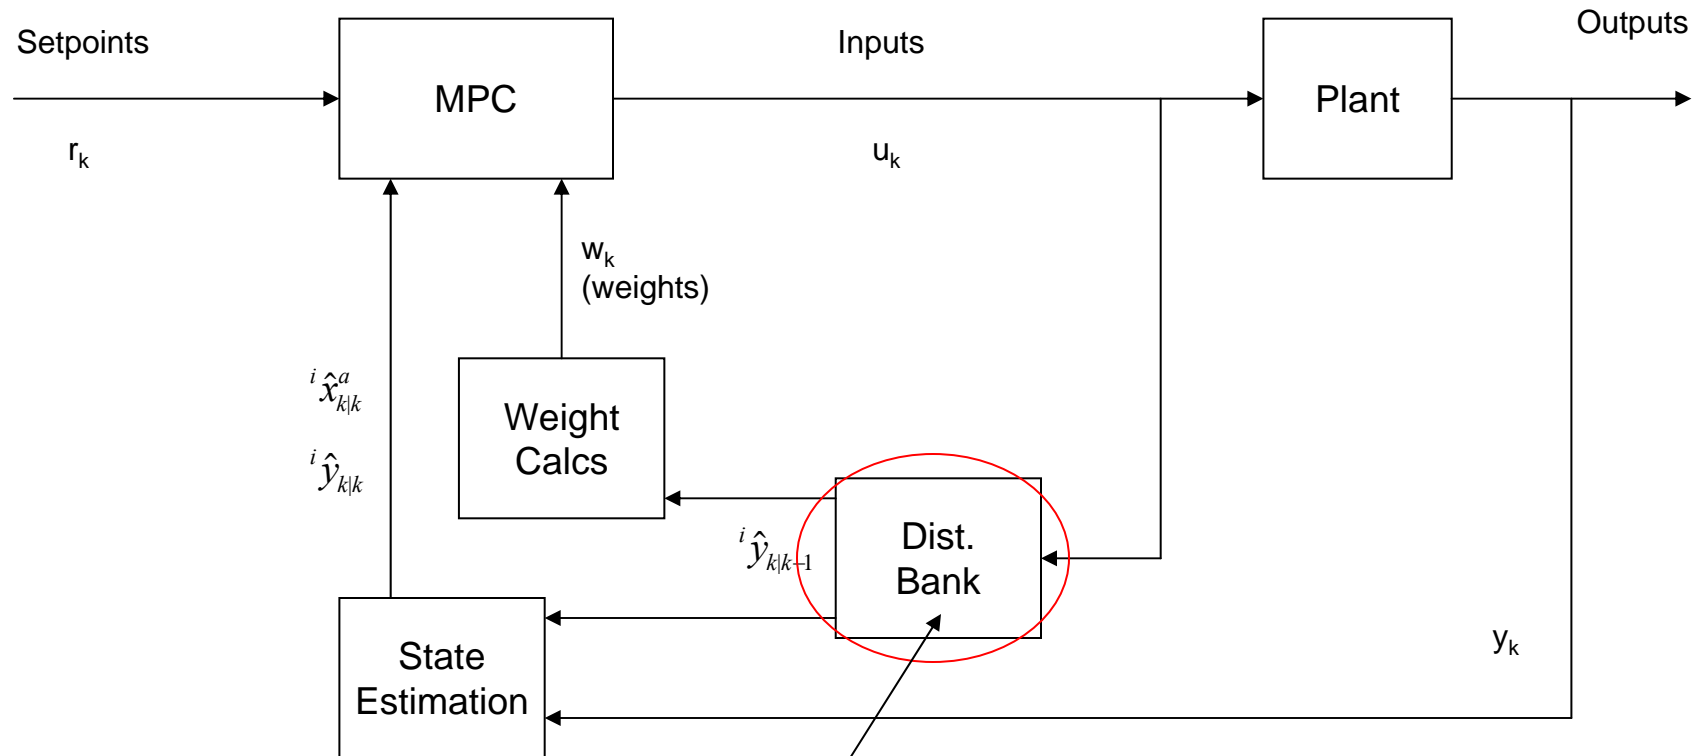 Setpoints
MPC
Inputs
Plant
Outputs
r_k
u_k
w_k
(weights)
^i x̂^a_{k|k}
^i ŷ_{k|k}
Weight
Calcs
^i ŷ_{k|k-1}
Dist.
Bank
State
Estimation
y_k